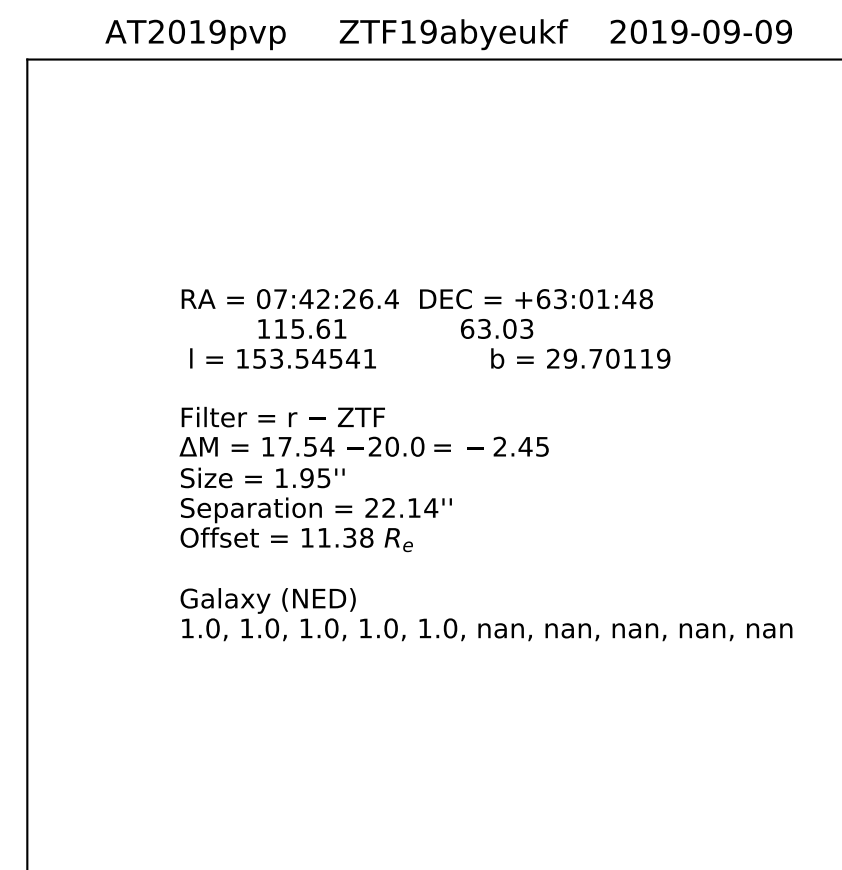 AT2019pvp ZTF19abyeukf 2019-09-09
RA = 07:42:26.4 DEC = +63:01:48
115.61 63.03
l = 153.54541 b = 29.70119
Filter = r − ZTF
ΔM = 17.54 −20.0 = − 2.45
Size = 1.95''
Separation = 22.14''
Offset = 11.38 Re
Galaxy (NED)
1.0, 1.0, 1.0, 1.0, 1.0, nan, nan, nan, nan, nan